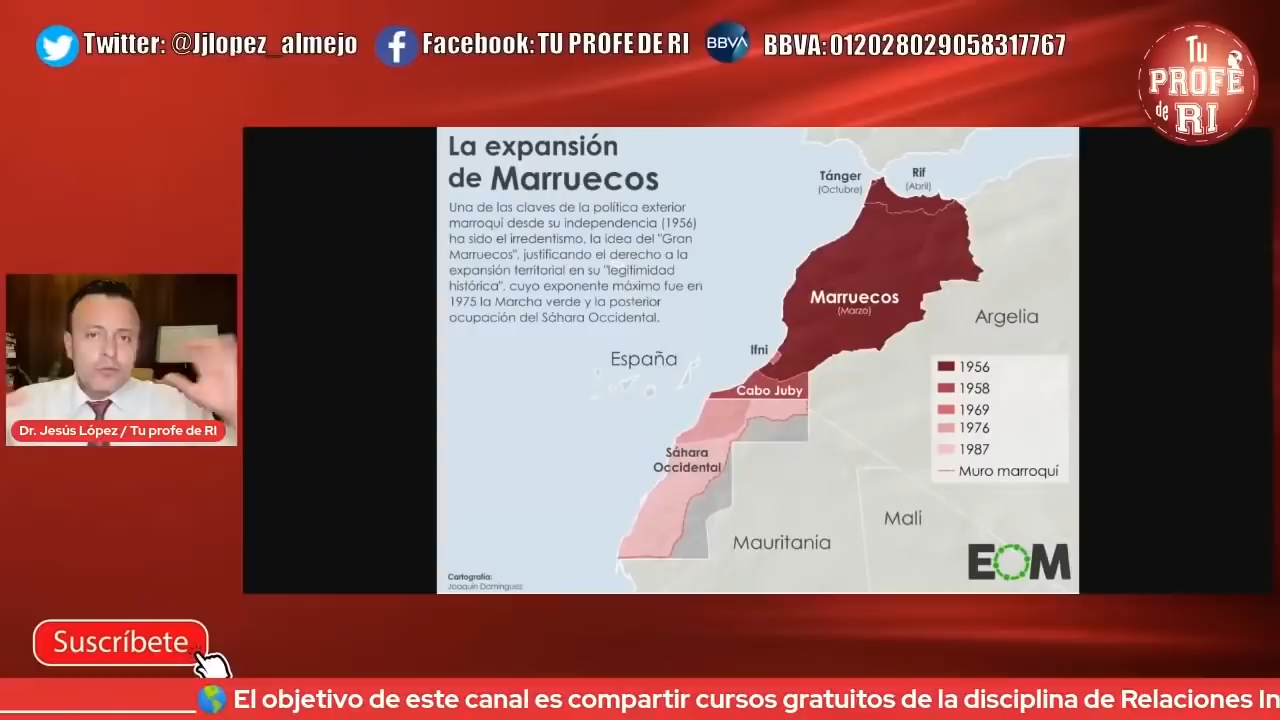 Twitter: @Jjlopez_almejo
Facebook: TU PROFE DE RI
BBVA
BBVA: 012028029058317767
Tu
PROFE
de RI
La expansión
de Marruecos
Una de las claves de la política exterior
marroquí desde su independencia (1956)
ha sido el irredentismo, la idea del "Gran
Marruecos", justificando el derecho a la
expansión territorial en su "legitimidad
histórica", cuyo exponente máximo fue en
1975 la Marcha verde y la posterior
ocupación del Sáhara Occidental.
Tánger
(Octubre)
Rif
(Abril)
Marruecos
(Marzo)
Argelia
Ifni
España
Cabo Juby
Sáhara
Occidental
Mauritania
Mali
1956
1958
1969
1976
1987
Muro marroquí
Cartografía:
Joaquín Domínguez
EOM
Dr. Jesús López / Tu profe de RI
Suscríbete
El objetivo de este canal es compartir cursos gratuitos de la disciplina de Relaciones In